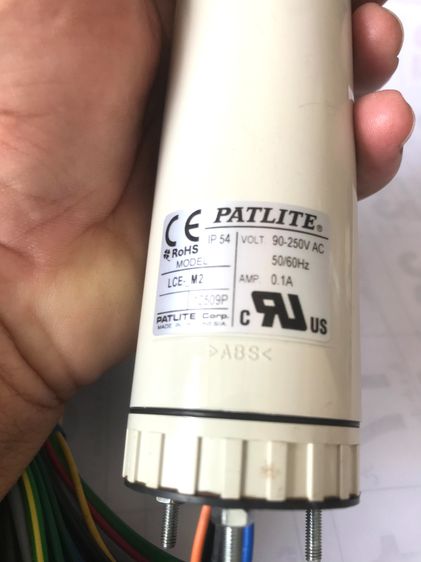 CE
RoHS
IP 54
MODEL
LCE- M2
PATLITE Corp.
PATLITE®
VOLT. 90-250V AC
50/60Hz
AMP. 0.1A
C US
>ABS<